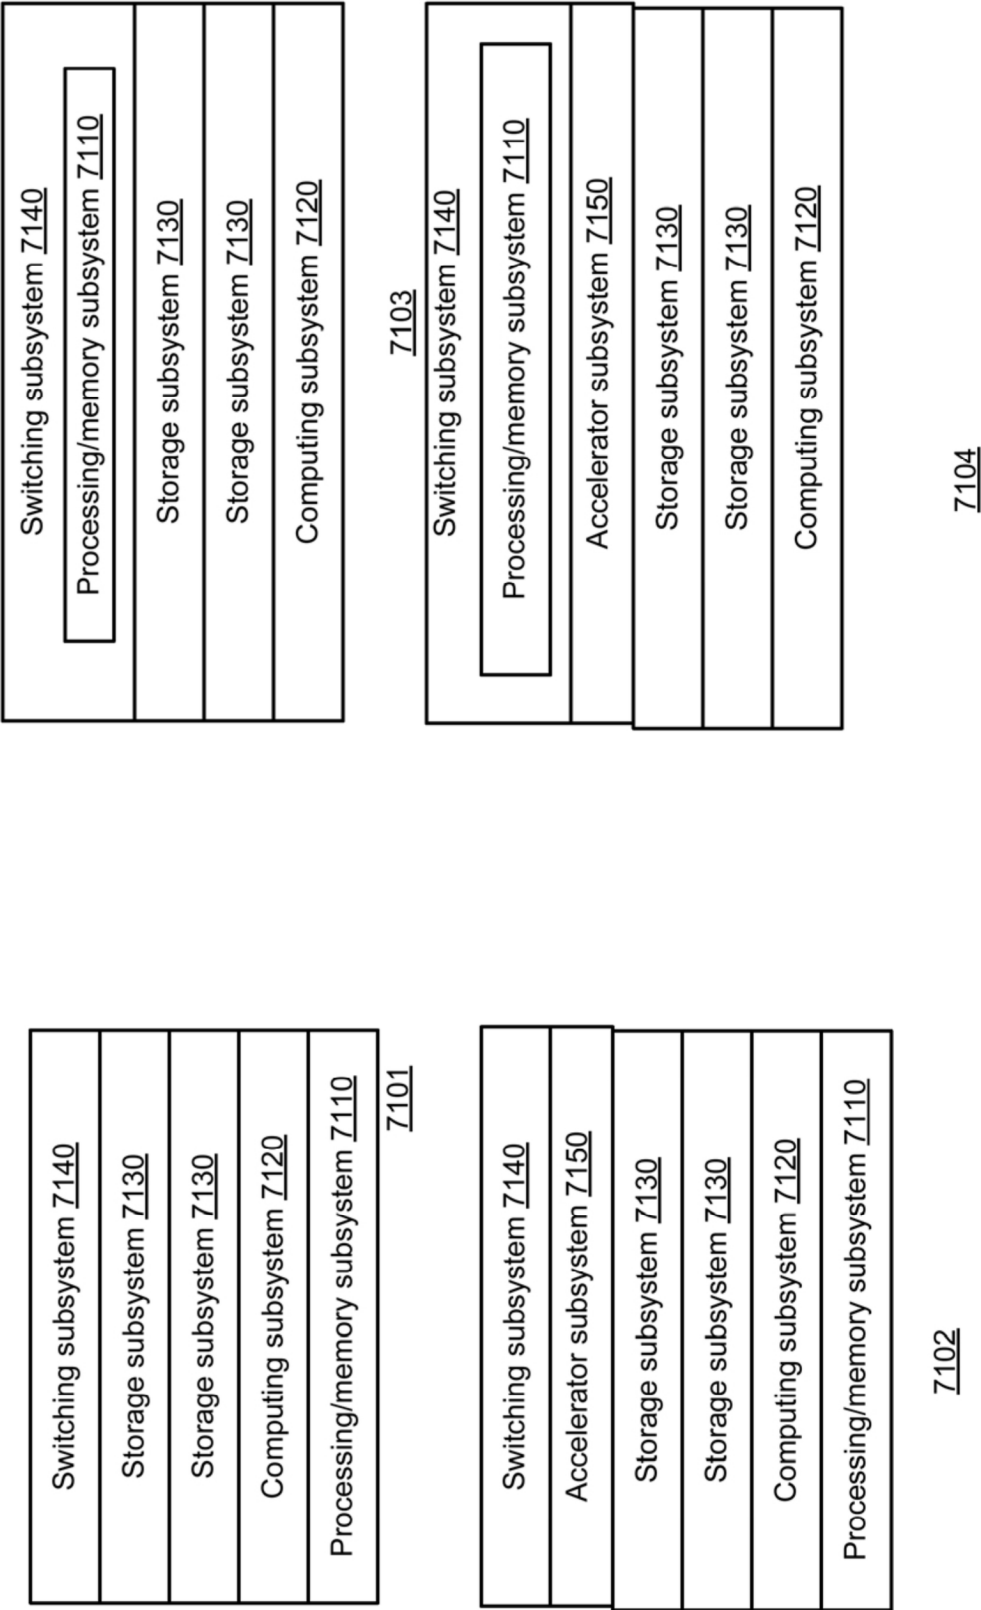 Switching subsystem 7140
Storage subsystem 7130
Storage subsystem 7130
Computing subsystem 7120
Processing/memory subsystem 7110
7101
Switching subsystem 7140
Processing/memory subsystem 7110
Storage subsystem 7130
Storage subsystem 7130
Computing subsystem 7120
7103
Switching subsystem 7140
Accelerator subsystem 7150
Storage subsystem 7130
Storage subsystem 7130
Computing subsystem 7120
Processing/memory subsystem 7110
7102
Switching subsystem 7140
Processing/memory subsystem 7110
Accelerator subsystem 7150
Storage subsystem 7130
Storage subsystem 7130
Computing subsystem 7120
7104